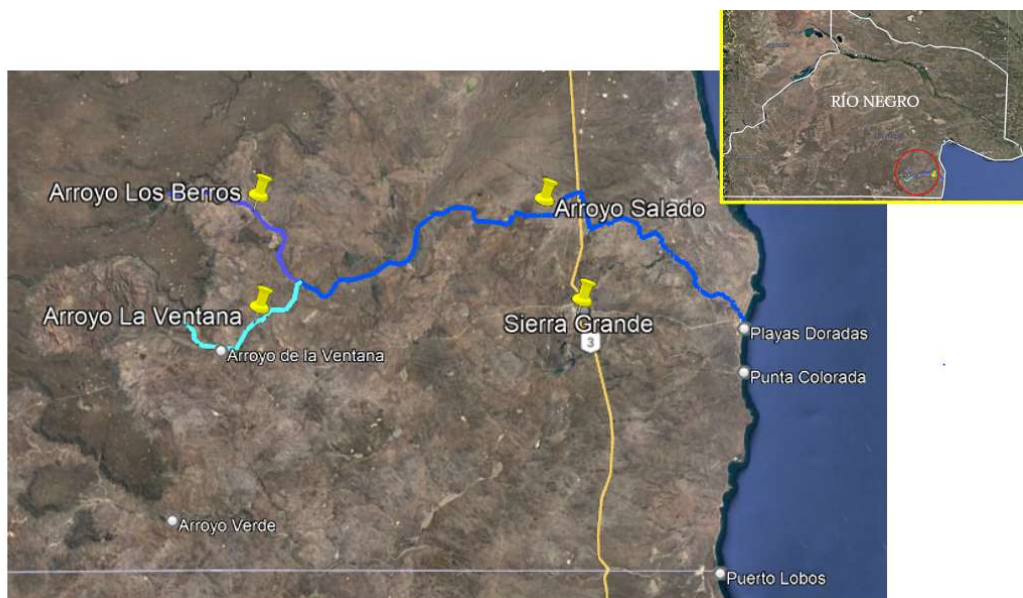 RÍO NEGRO
Arroyo Los Berros
Arroyo Salado
Arroyo La Ventana
Sierra Grande
3
Arroyo de la Ventana
Playas Doradas
Punta Colorada
Arroyo Verde
Puerto Lobos